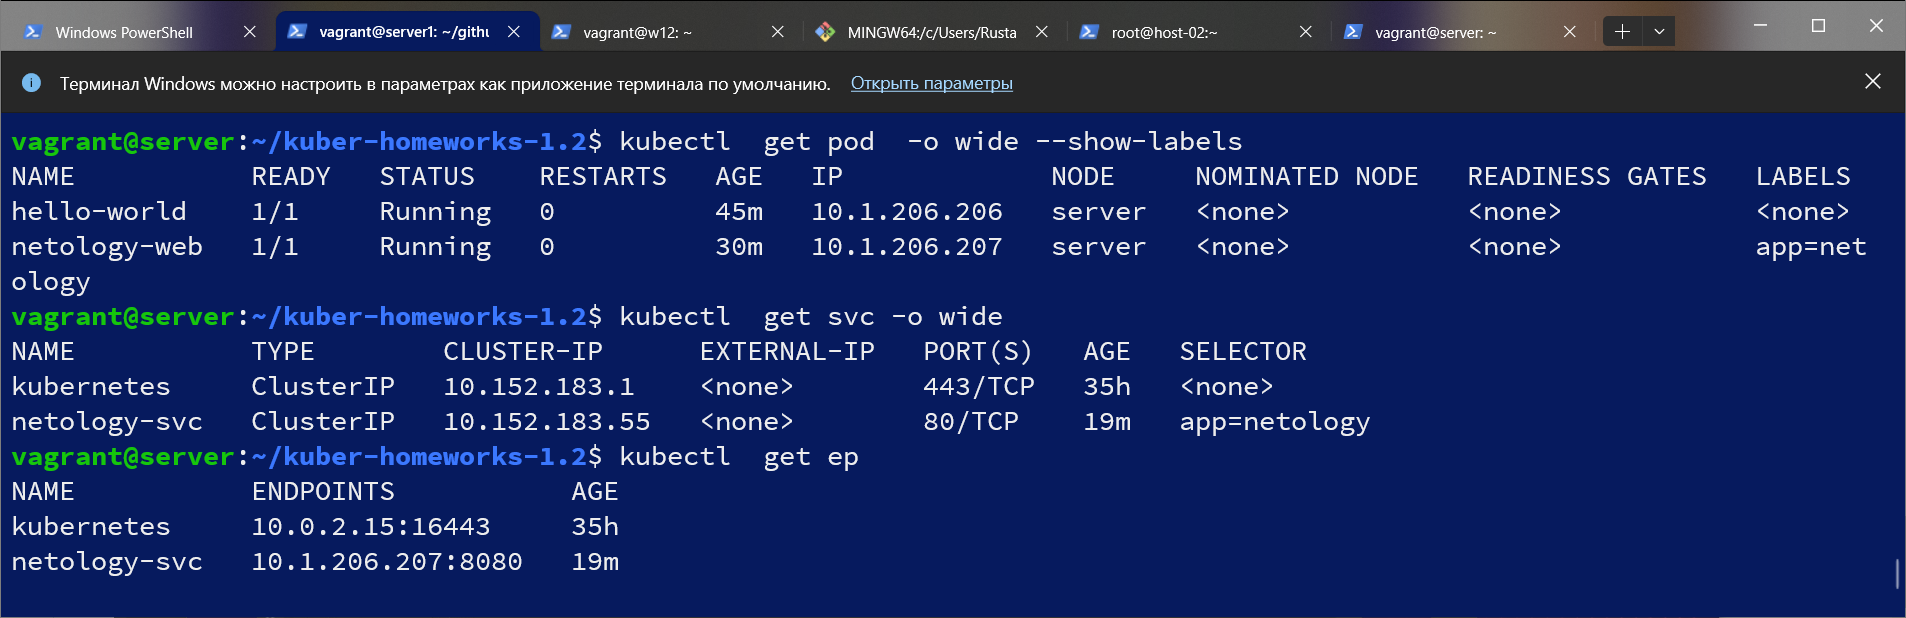 Windows PowerShell vagrant@server1: ~/githu vagrant@w12: ~ MINGW64:/c/Users/Rusta root@host-02:~ vagrant@server: ~
Терминал Windows можно настроить в параметрах как приложение терминала по умолчанию. Открыть параметры
vagrant@server:~/kuber-homeworks-1.2$ kubectl  get pod  -o wide --show-labels
NAME           READY   STATUS    RESTARTS   AGE   IP             NODE     NOMINATED NODE   READINESS GATES   LABELS
hello-world    1/1     Running   0          45m   10.1.206.206   server   <none>           <none>            <none>
netology-web   1/1     Running   0          30m   10.1.206.207   server   <none>           <none>            app=net
ology
vagrant@server:~/kuber-homeworks-1.2$ kubectl  get svc -o wide
NAME           TYPE        CLUSTER-IP      EXTERNAL-IP   PORT(S)   AGE   SELECTOR
kubernetes     ClusterIP   10.152.183.1    <none>        443/TCP   35h   <none>
netology-svc   ClusterIP   10.152.183.55   <none>        80/TCP    19m   app=netology
vagrant@server:~/kuber-homeworks-1.2$ kubectl  get ep
NAME           ENDPOINTS           AGE
kubernetes     10.0.2.15:16443     35h
netology-svc   10.1.206.207:8080   19m